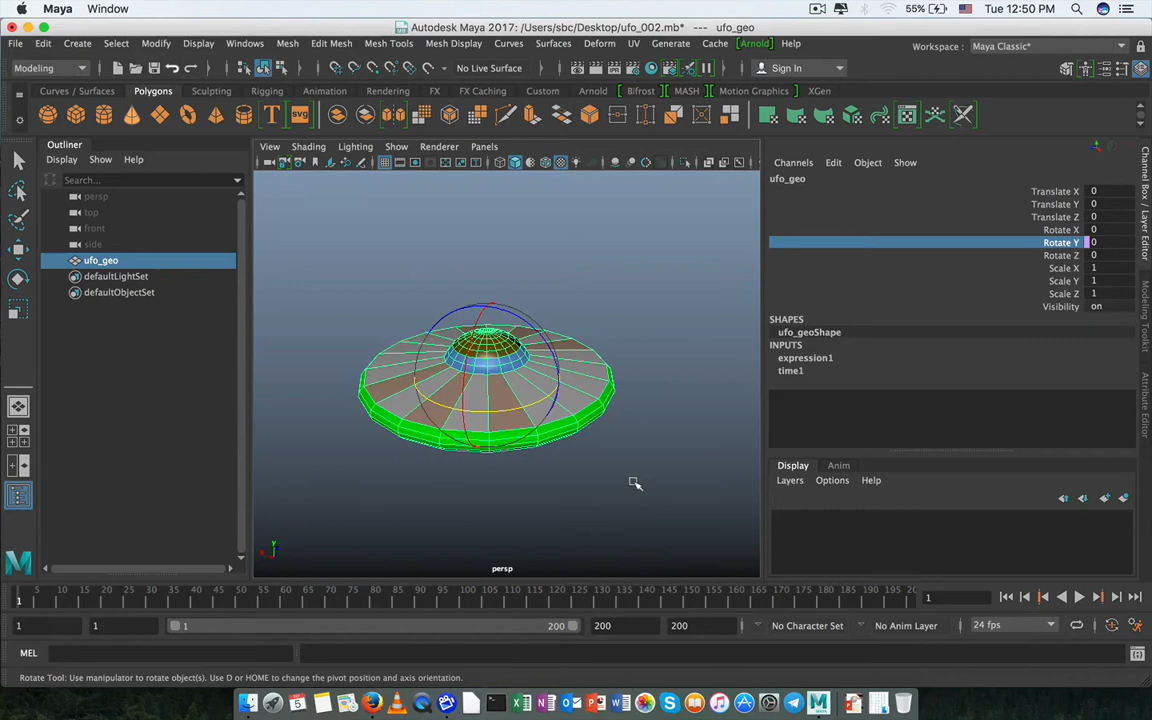 Maya Window 55% Tue 12:50 PM
Autodesk Maya 2017: /Users/sbc/Desktop/ufo_002.mb* --- ufo_geo
File Edit Create Select Modify Display Windows Mesh Edit Mesh Mesh Tools Mesh Display Curves Surfaces Deform UV Generate Cache Arnold Help Workspace : Maya Classic*
Modeling No Live Surface Sign In
Curves / Surfaces Polygons Sculpting Rigging Animation Rendering FX FX Caching Custom Arnold Bifrost MASH Motion Graphics XGen
T svg
Outliner
Display Show Help
Search...
persp
top
front
side
ufo_geo
defaultLightSet
defaultObjectSet
View Shading Lighting Show Renderer Panels
Y
persp
Channels Edit Object Show
ufo_geo
Translate X 0
Translate Y 0
Translate Z 0
Rotate X 0
Rotate Y 0
Rotate Z 0
Scale X 1
Scale Y 1
Scale Z 1
Visibility on
SHAPES
ufo_geoShape
INPUTS
expression1
time1
Display Anim
Layers Options Help
Channel Box / Layer Editor
Modeling Toolkit
Attribute Editor
5 10 15 20 25 30 35 40 45 50 55 60 65 70 75 80 85 90 95 100 105 110 115 120 125 130 135 140 145 150 155 160 165 170 175 180 185 190 195 20
1 1
1 1 1 200 200 200 No Character Set No Anim Layer 24 fps
MEL
Rotate Tool: Use manipulator to rotate object(s). Use D or HOME to change the pivot position and axis orientation.